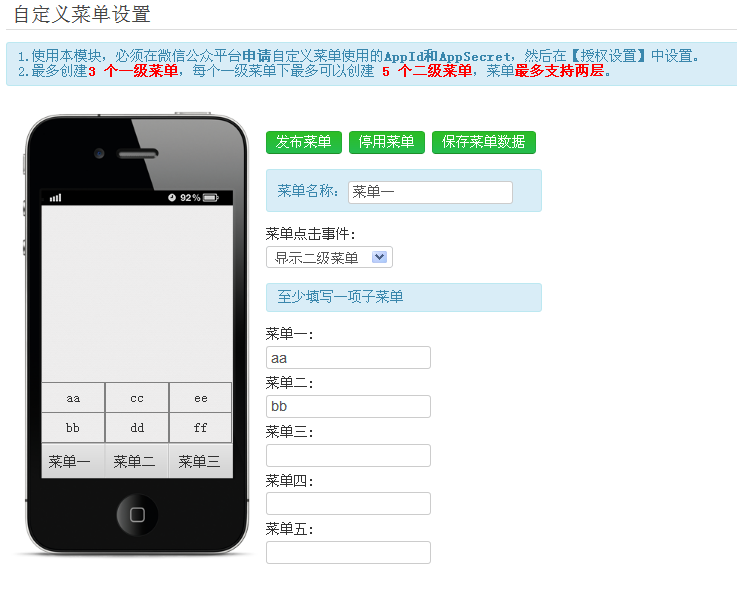 自定义菜单设置
1.使用本模块，必须在微信公众平台申请自定义菜单使用的AppId和AppSecret，然后在【授权设置】中设置。
2.最多创建3 个一级菜单，每个一级菜单下最多可以创建 5 个二级菜单，菜单最多支持两层。
发布菜单 停用菜单 保存菜单数据
92%
菜单名称： 菜单一
菜单点击事件：
显示二级菜单
至少填写一项子菜单
菜单一：
aa
菜单二：
bb
菜单三：
菜单四：
菜单五：
aa cc ee
bb dd ff
菜单一 菜单二 菜单三